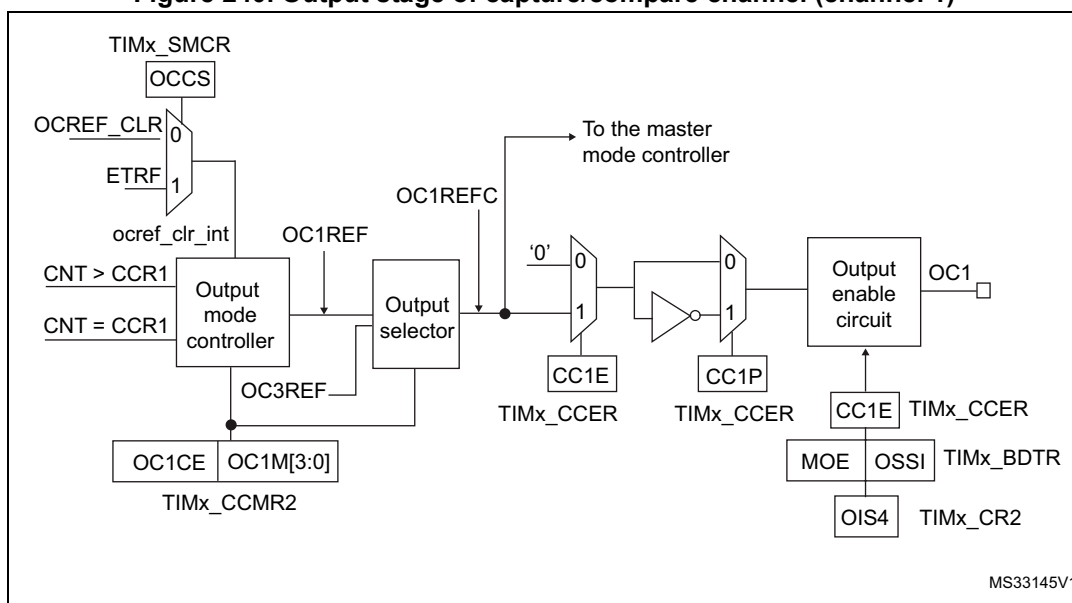 TIMx_SMCR
OCCS
OCREF_CLR
0
ETRF
1
ocref_clr_int
To the master
mode controller
OC1REFC
OC1REF
CNT > CCR1
CNT = CCR1
Output
mode
controller
Output
selector
OC3REF
'0'
0
1
0
1
Output
enable
circuit
OC1
CC1E
TIMx_CCER
CC1P
TIMx_CCER
CC1E
TIMx_CCER
MOE
OSSI
TIMx_BDTR
OIS4
TIMx_CR2
OC1CE
OC1M[3:0]
TIMx_CCMR2
MS33145V1